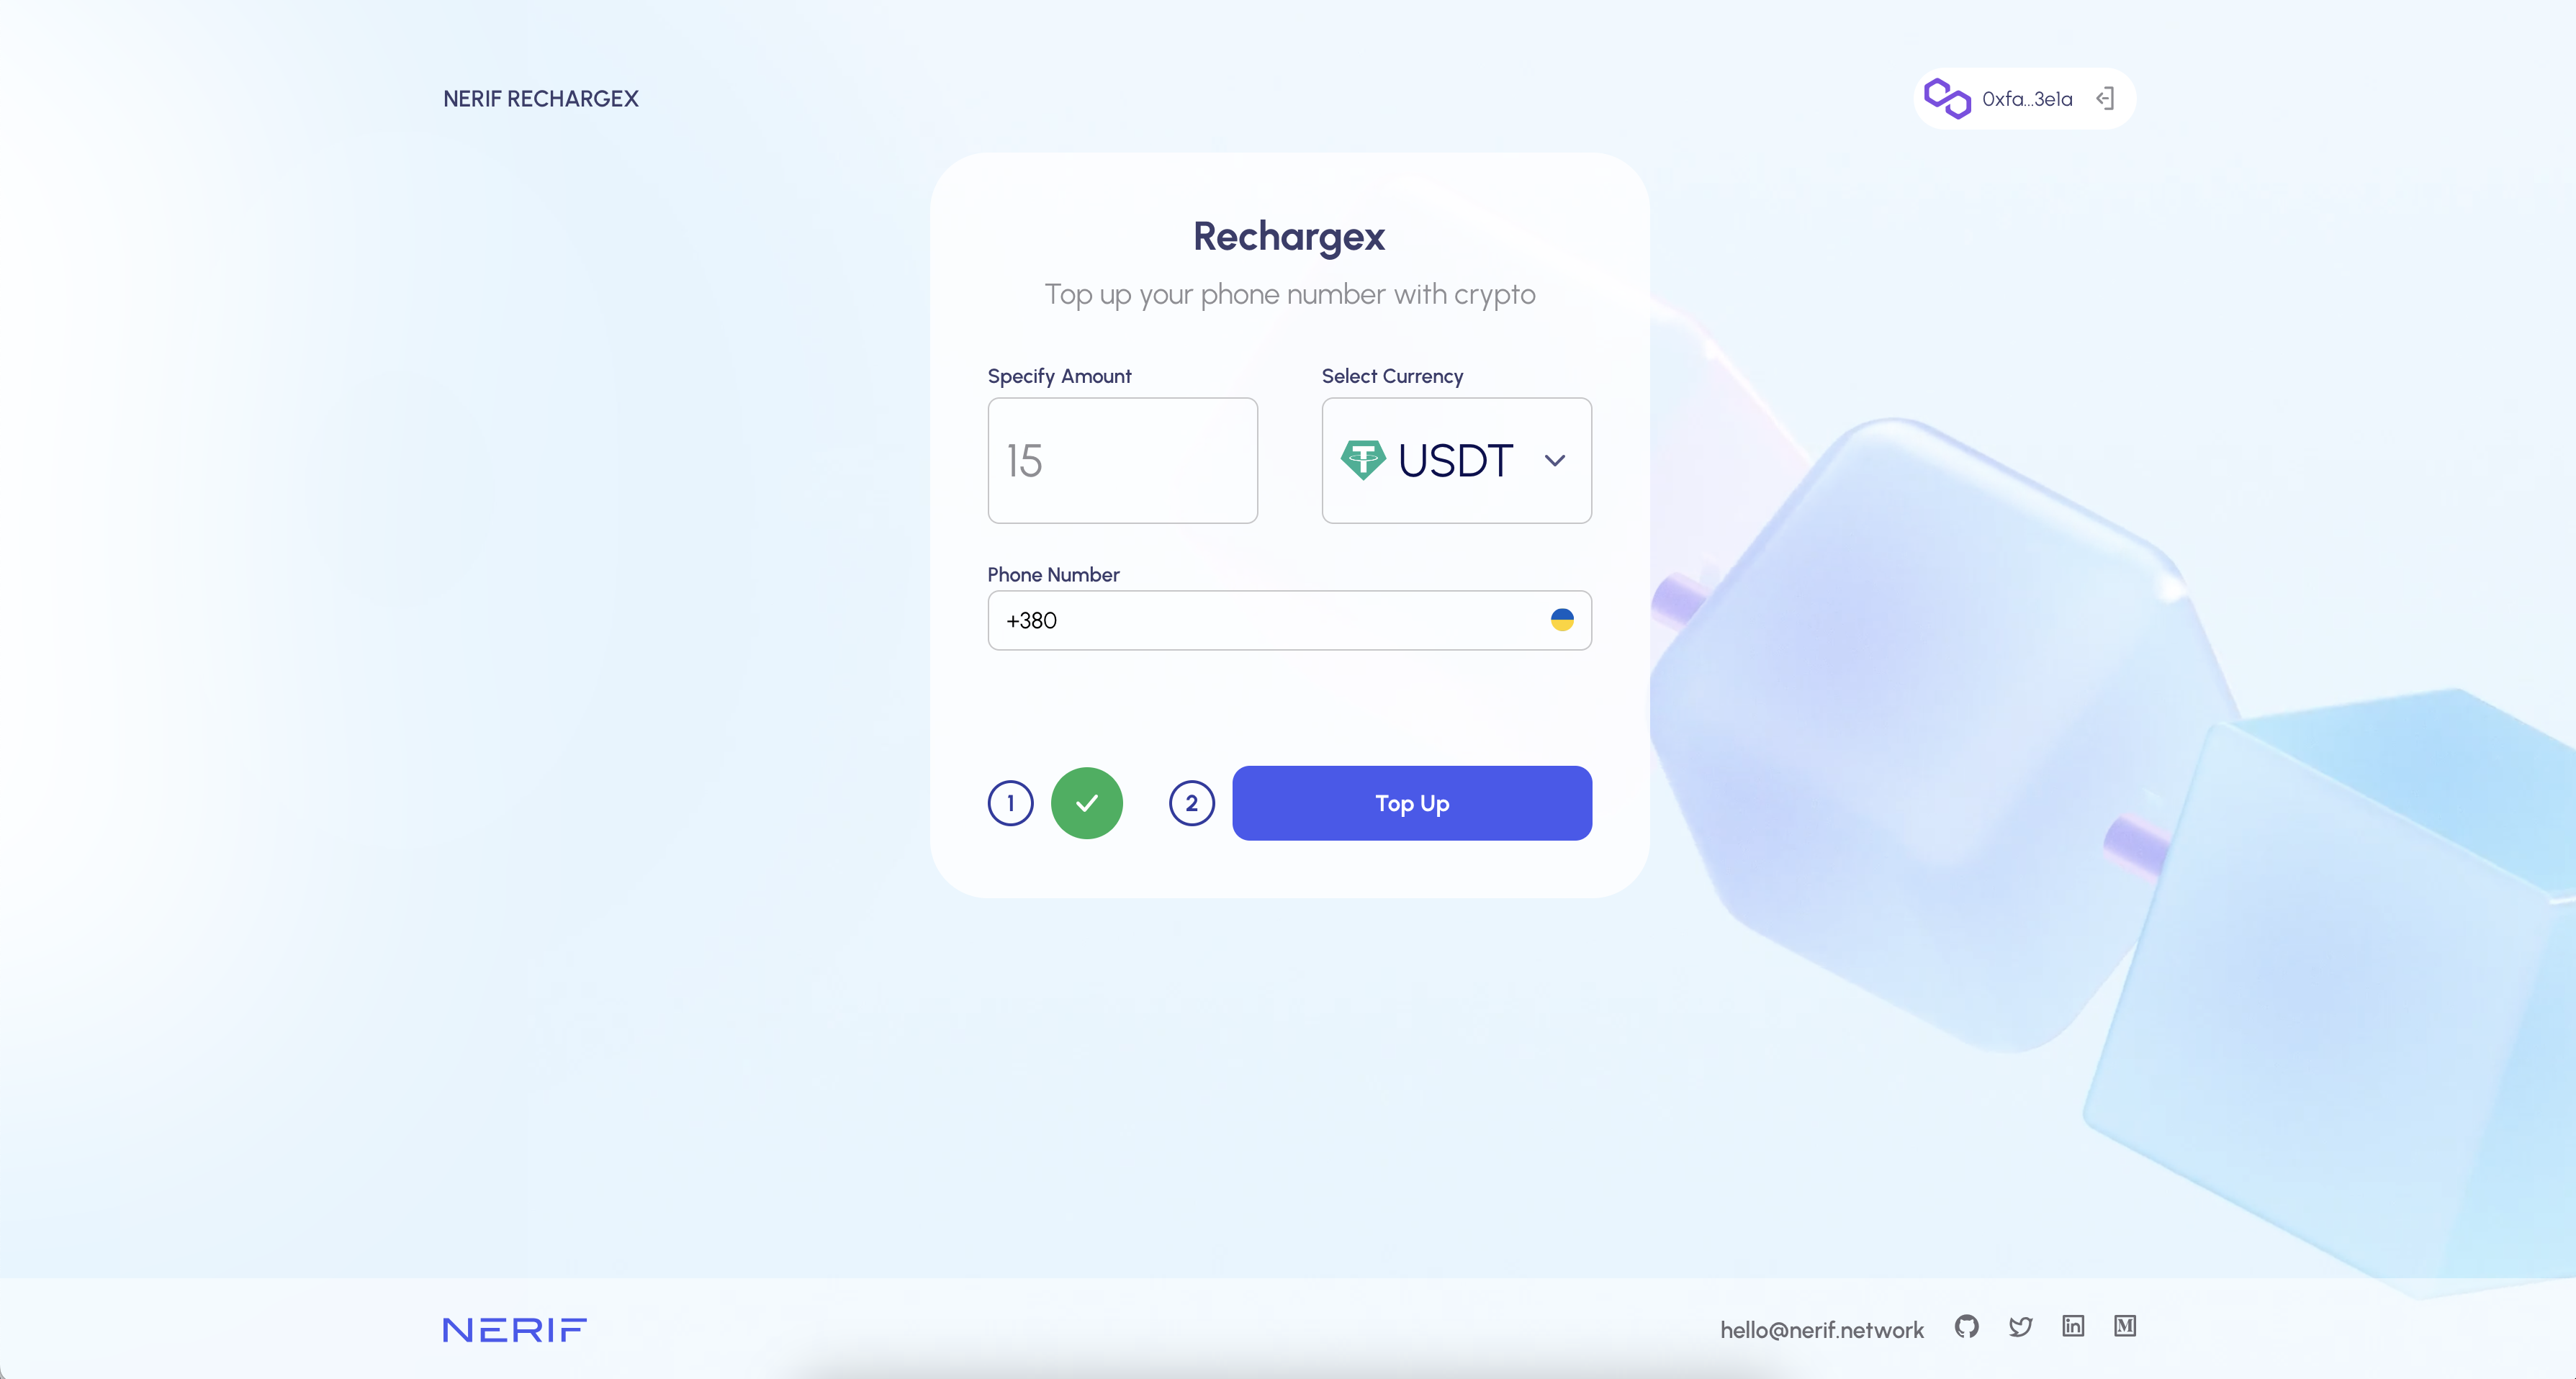 NERIF RECHARGEX
0xfa...3e1a
Rechargex
Top up your phone number with crypto
Specify Amount
Select Currency
15
USDT
Phone Number
+380
1
2
Top Up
NERIF
hello@nerif.network